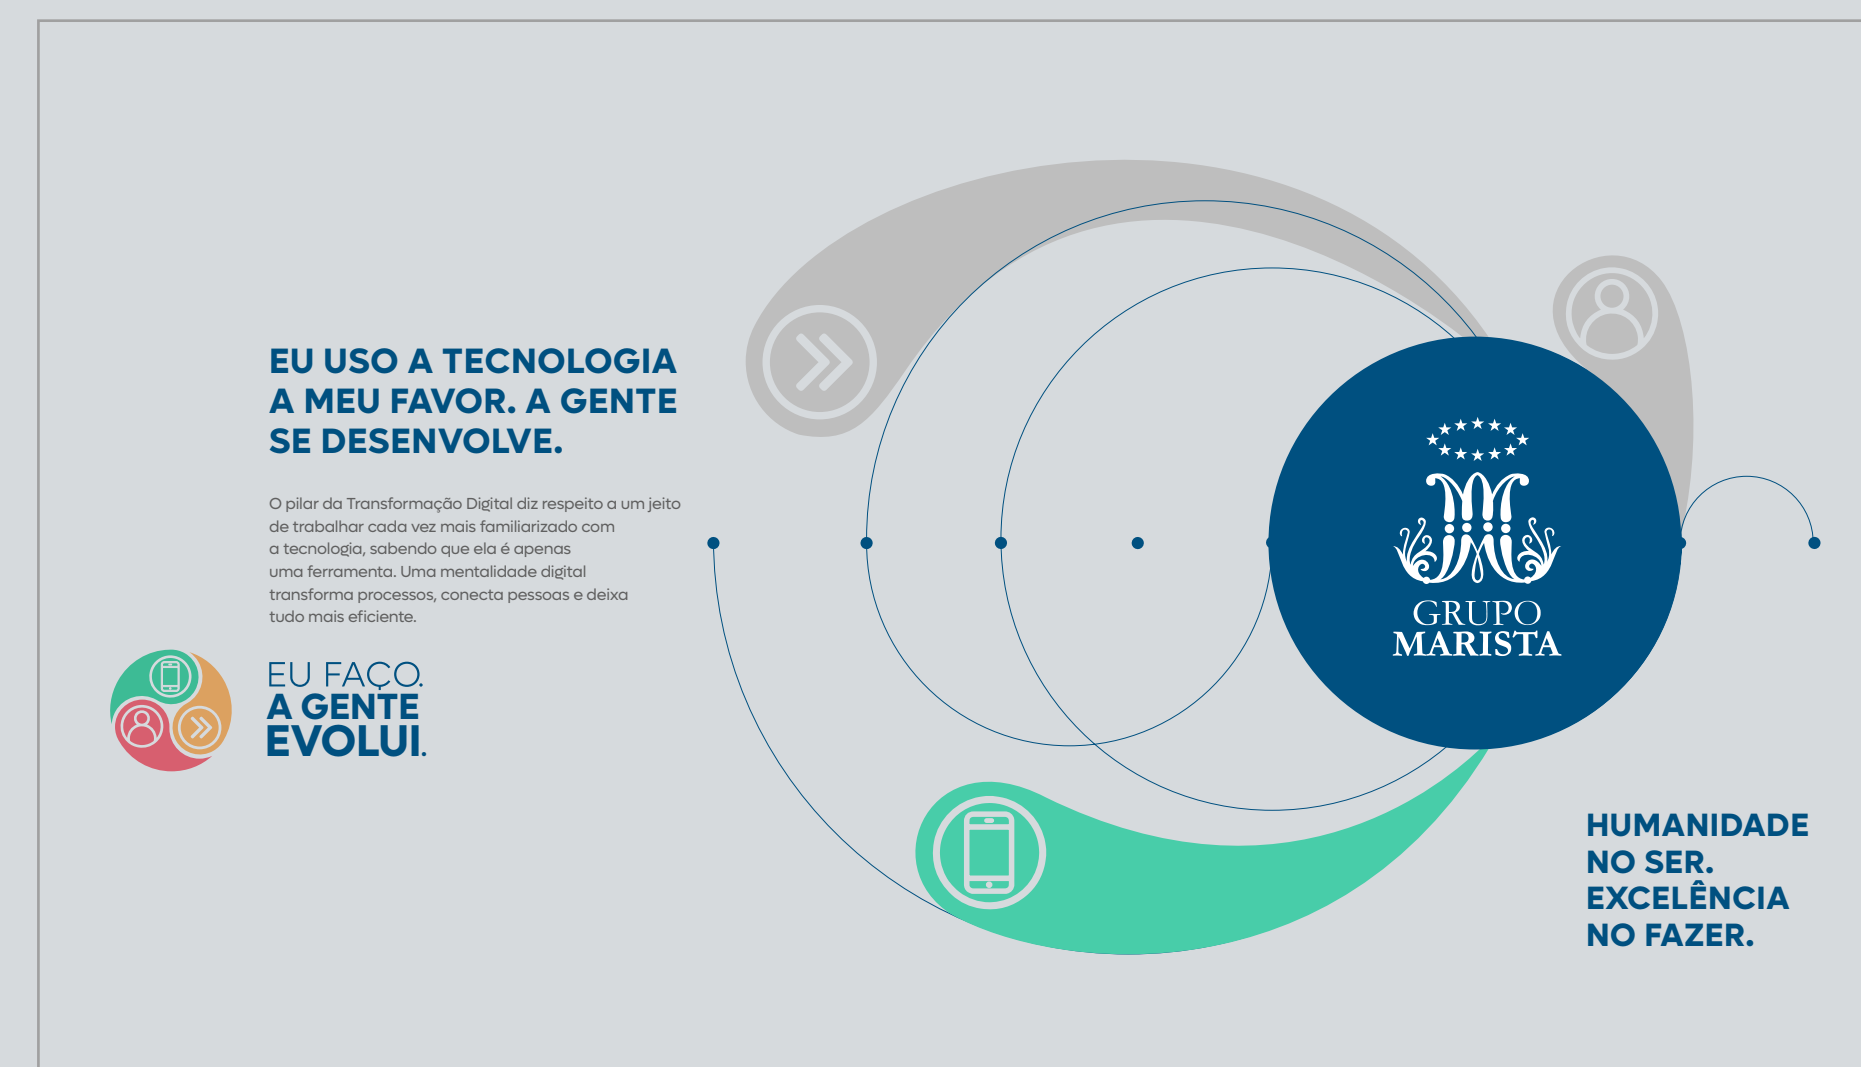 EU USO A TECNOLOGIA
A MEU FAVOR. A GENTE
SE DESENVOLVE.
O pilar da Transformação Digital diz respeito a um jeito
de trabalhar cada vez mais familiarizado com
a tecnologia, sabendo que ela é apenas
uma ferramenta. Uma mentalidade digital
transforma processos, conecta pessoas e deixa
tudo mais eficiente.
EU FAÇO.
A GENTE
EVOLUI.
GRUPO
MARISTA
HUMANIDADE
NO SER.
EXCELÊNCIA
NO FAZER.